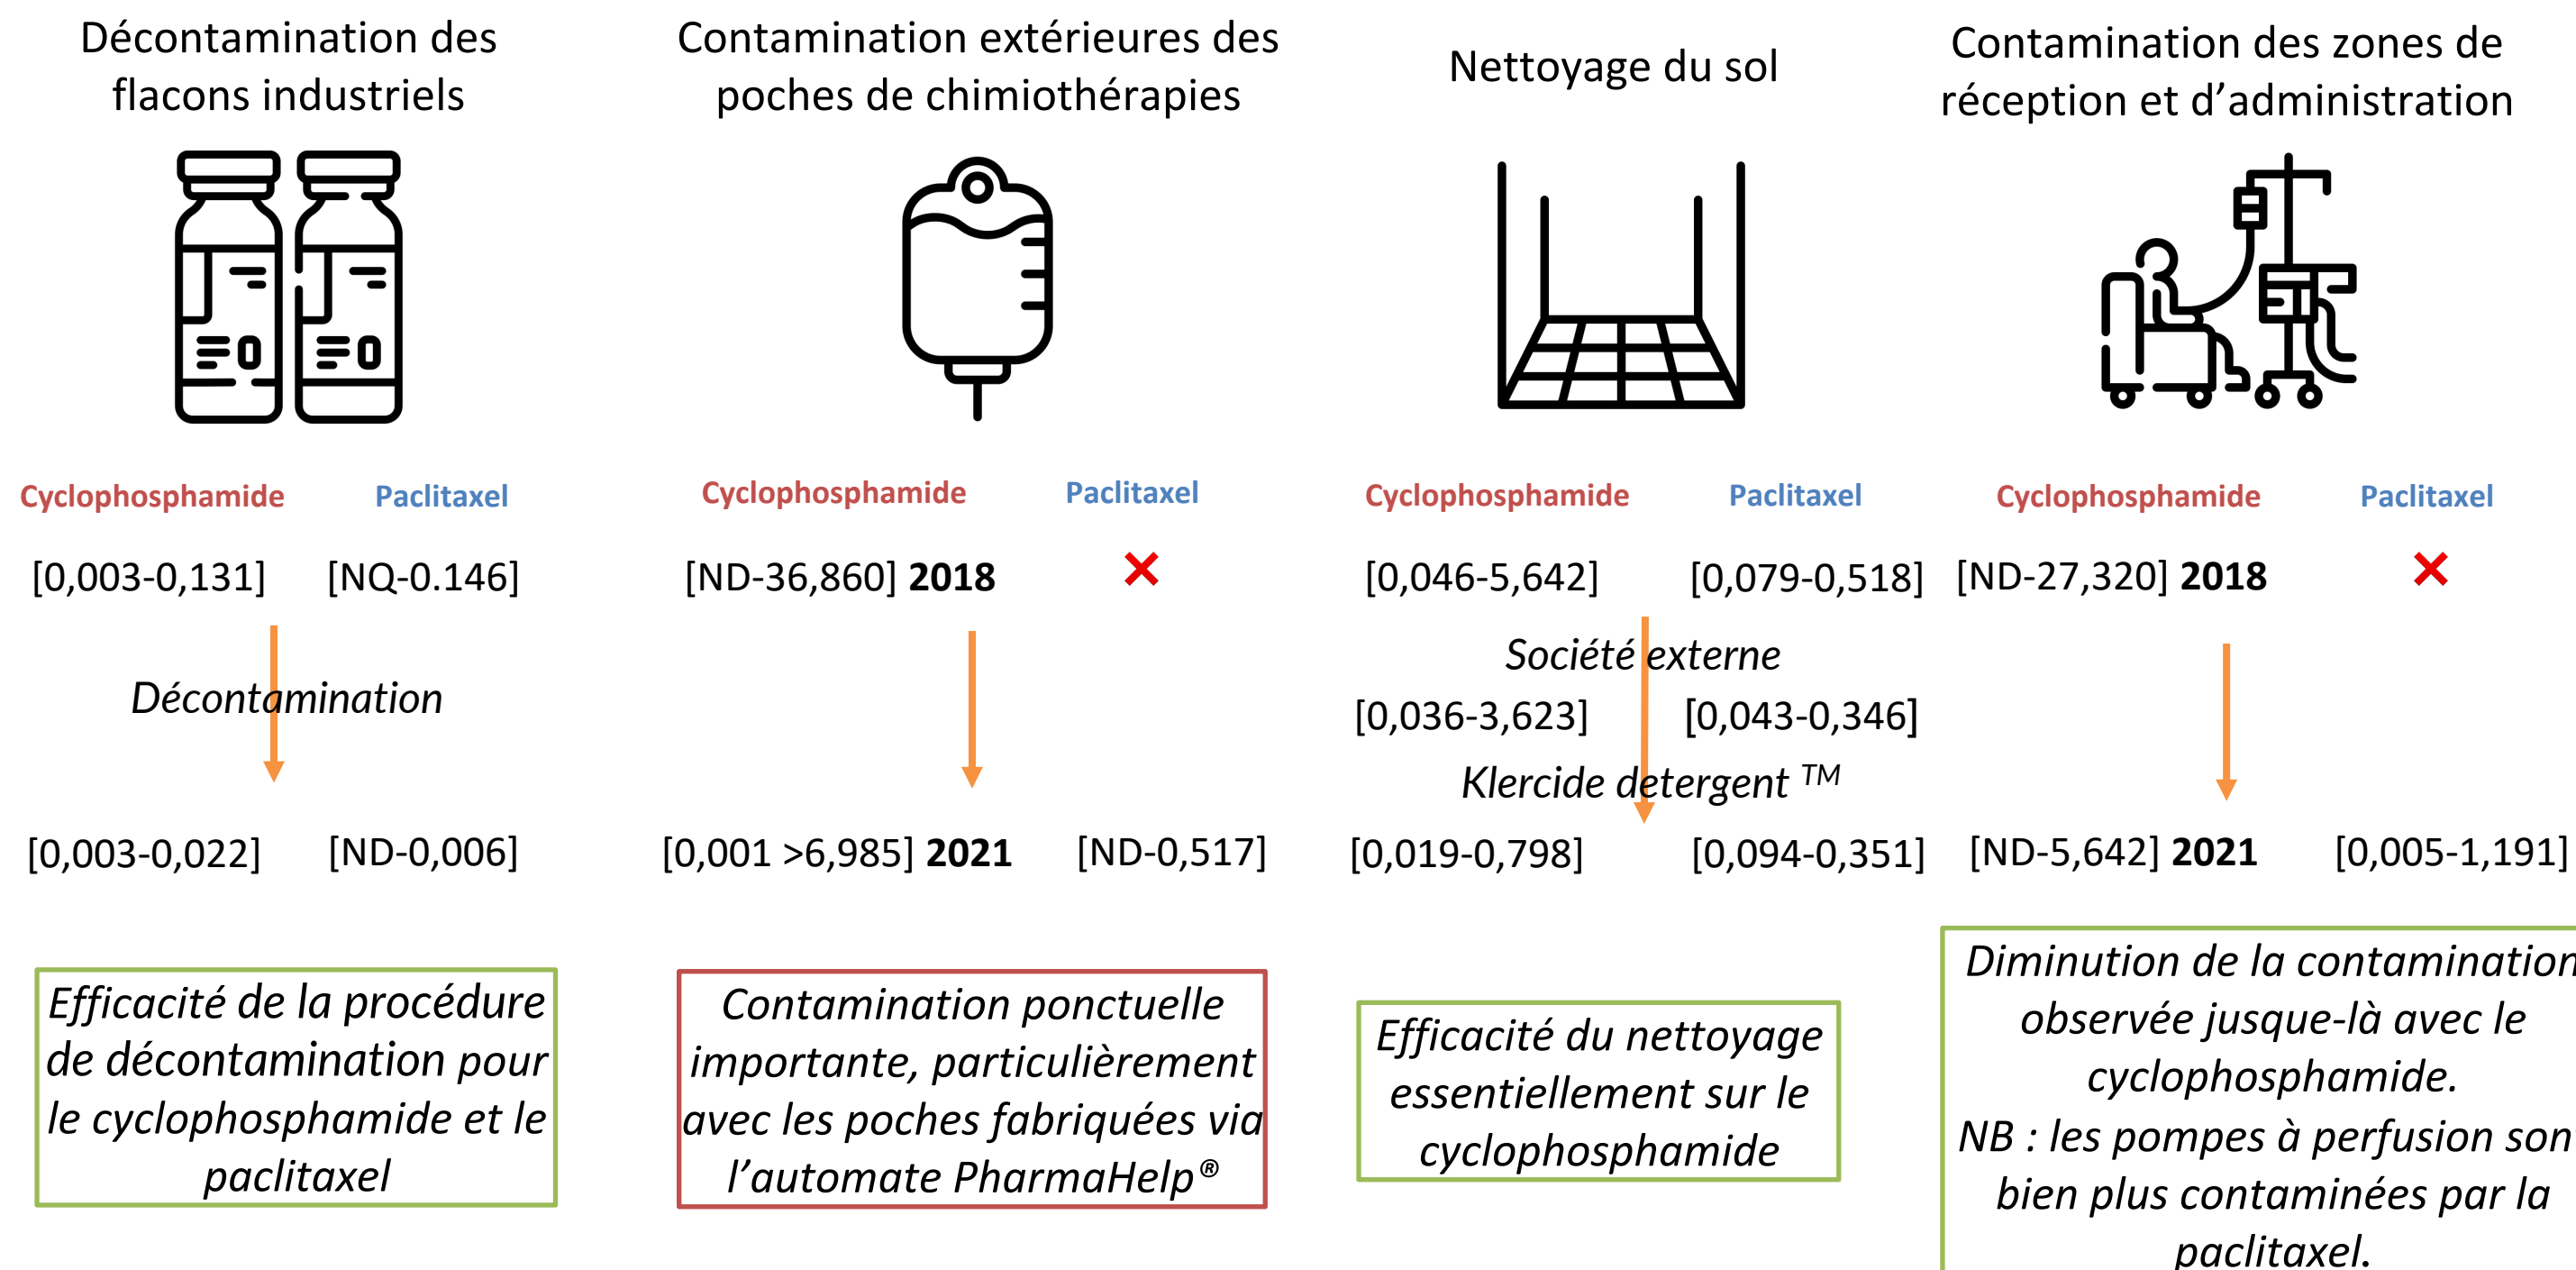 Décontamination des
flacons industriels
Cyclophosphamide Paclitaxel
[0,003-0,131] [NQ-0.146]
Décontamination
[0,003-0,022] [ND-0,006]
Efficacité de la procédure
de décontamination pour
le cyclophosphamide et le
paclitaxel
Contamination extérieures des
poches de chimiothérapies
Cyclophosphamide Paclitaxel
[ND-36,860] 2018
[0,001 >6,985] 2021 [ND-0,517]
Contamination ponctuelle
importante, particulièrement
avec les poches fabriquées via
l’automate PharmaHelp®
Nettoyage du sol
Cyclophosphamide Paclitaxel
[0,046-5,642] [0,079-0,518]
Société externe
[0,036-3,623] [0,043-0,346]
Klercide detergent TM
[0,019-0,798] [0,094-0,351]
Efficacité du nettoyage
essentiellement sur le
cyclophosphamide
Contamination des zones de
réception et d’administration
Cyclophosphamide Paclitaxel
[ND-27,320] 2018
[ND-5,642] 2021 [0,005-1,191]
Diminution de la contamination
observée jusque-là avec le
cyclophosphamide.
NB : les pompes à perfusion son
bien plus contaminées par la
paclitaxel.